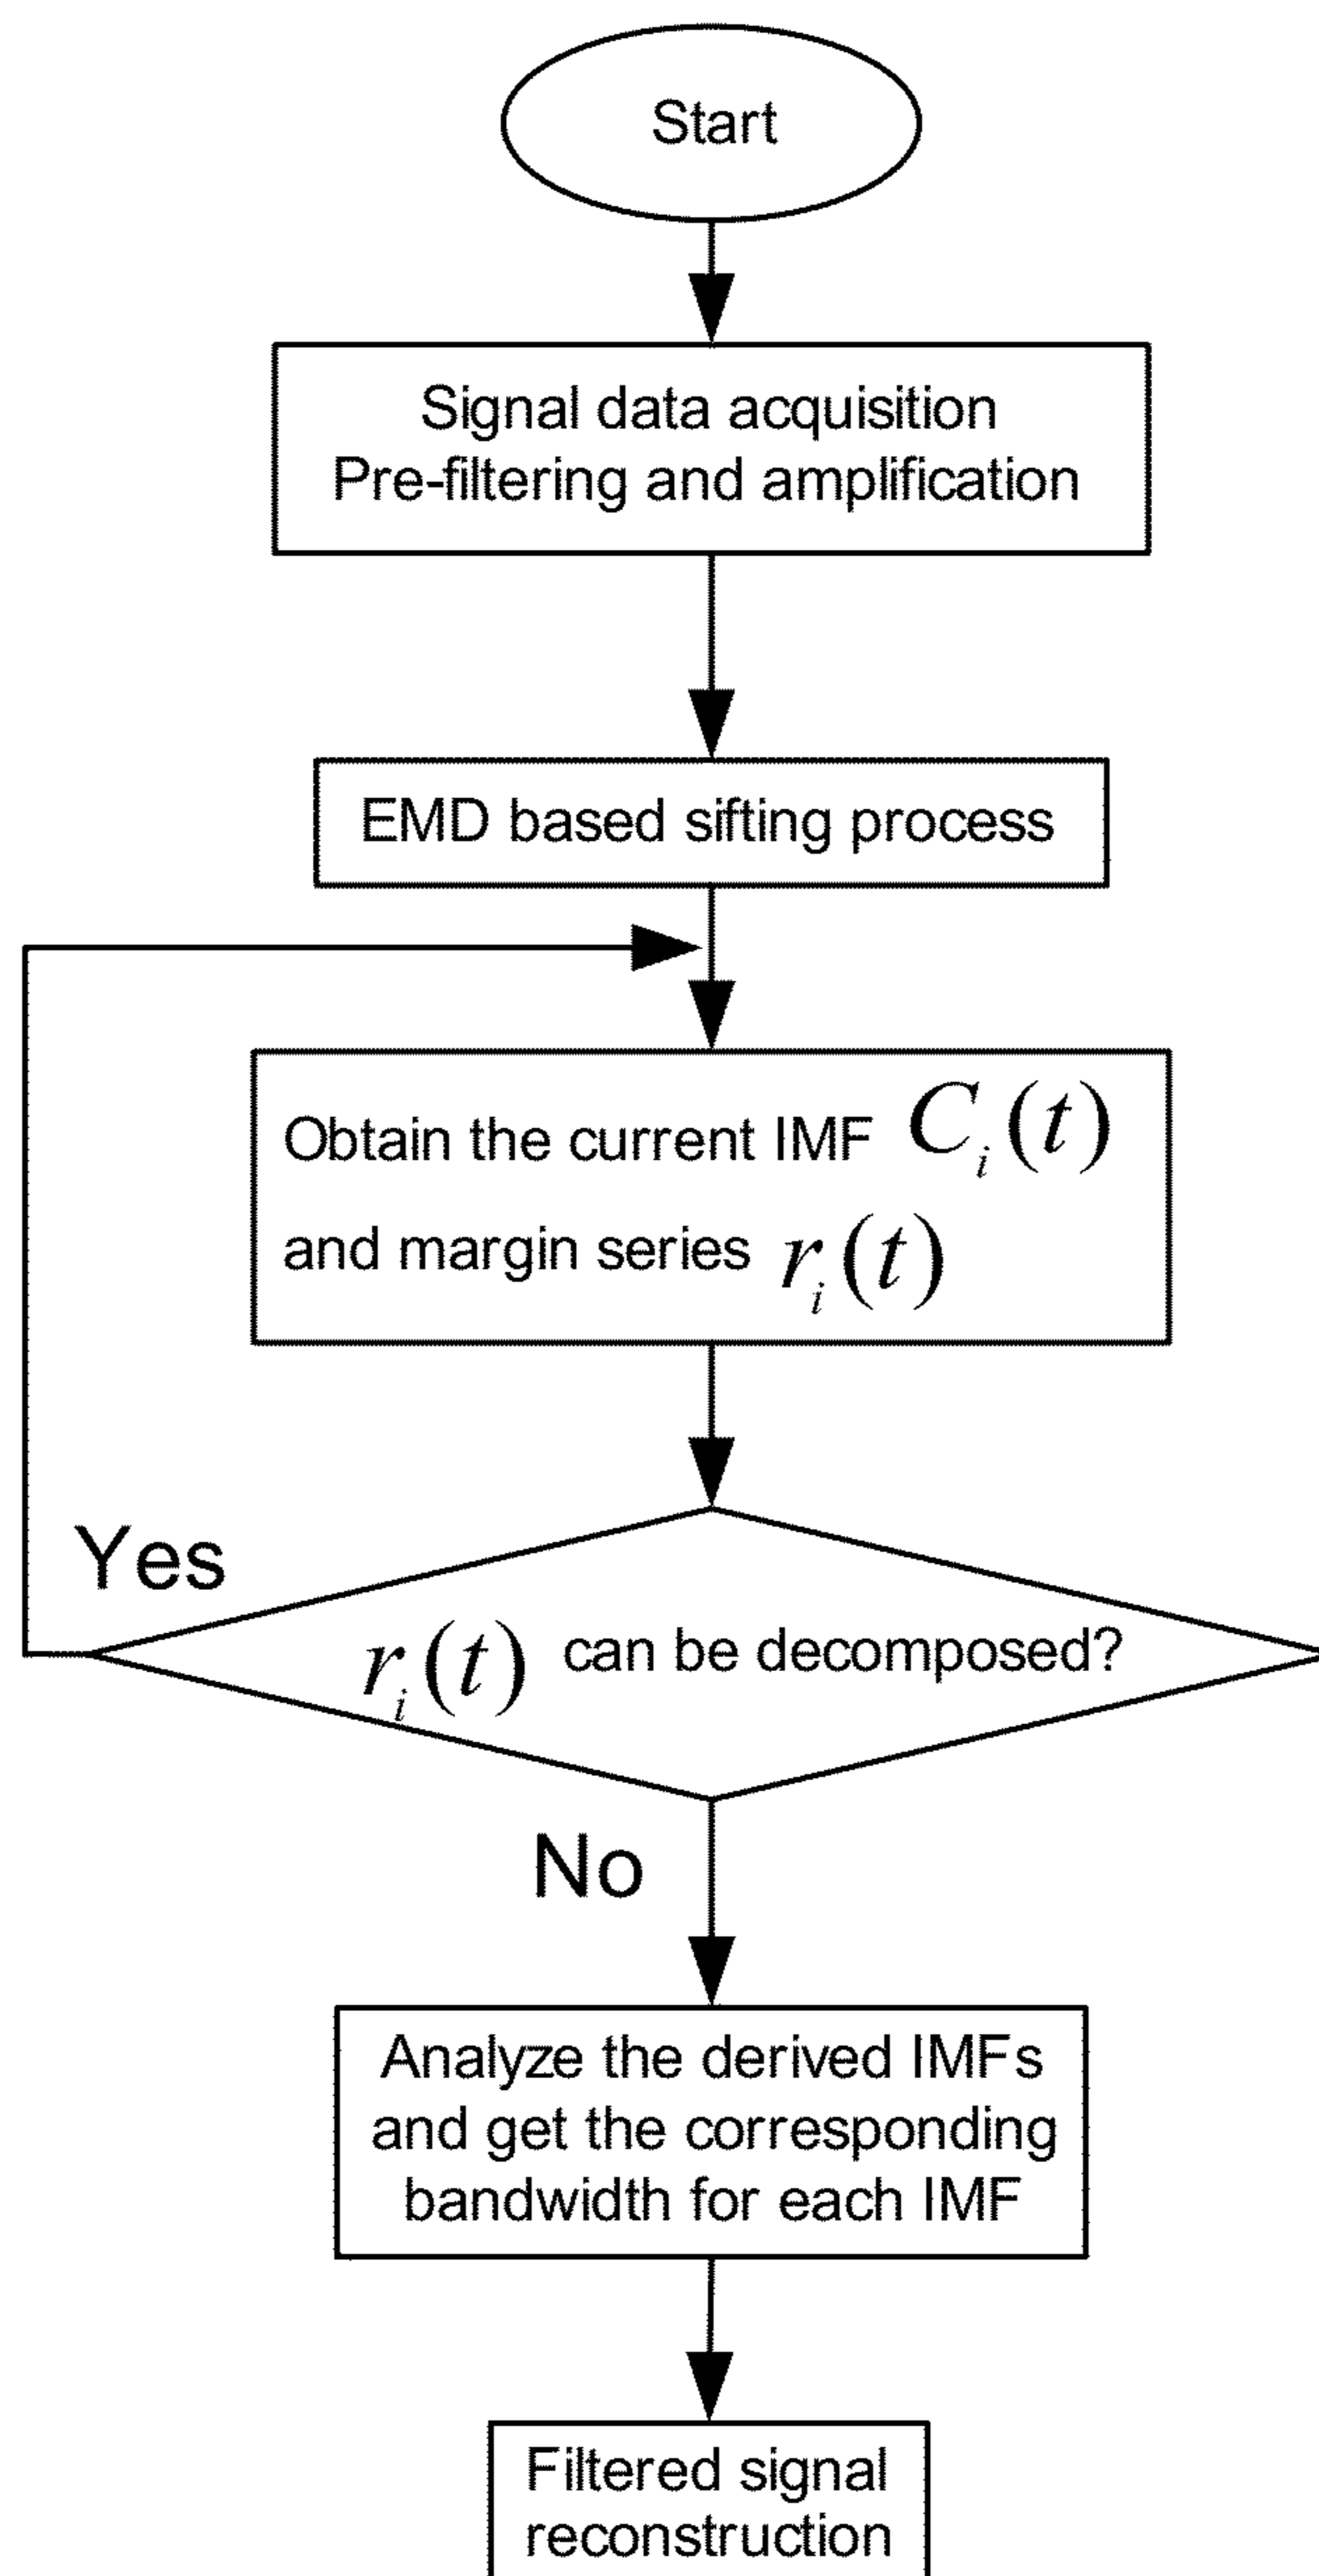 Start
Signal data acquisition
Pre-filtering and amplification
EMD based sifting process
Obtain the current IMF C_i(t)
and margin series r_i(t)
Yes
r_i(t) can be decomposed?
No
Analyze the derived IMFs
and get the corresponding
bandwidth for each IMF
Filtered signal
reconstruction